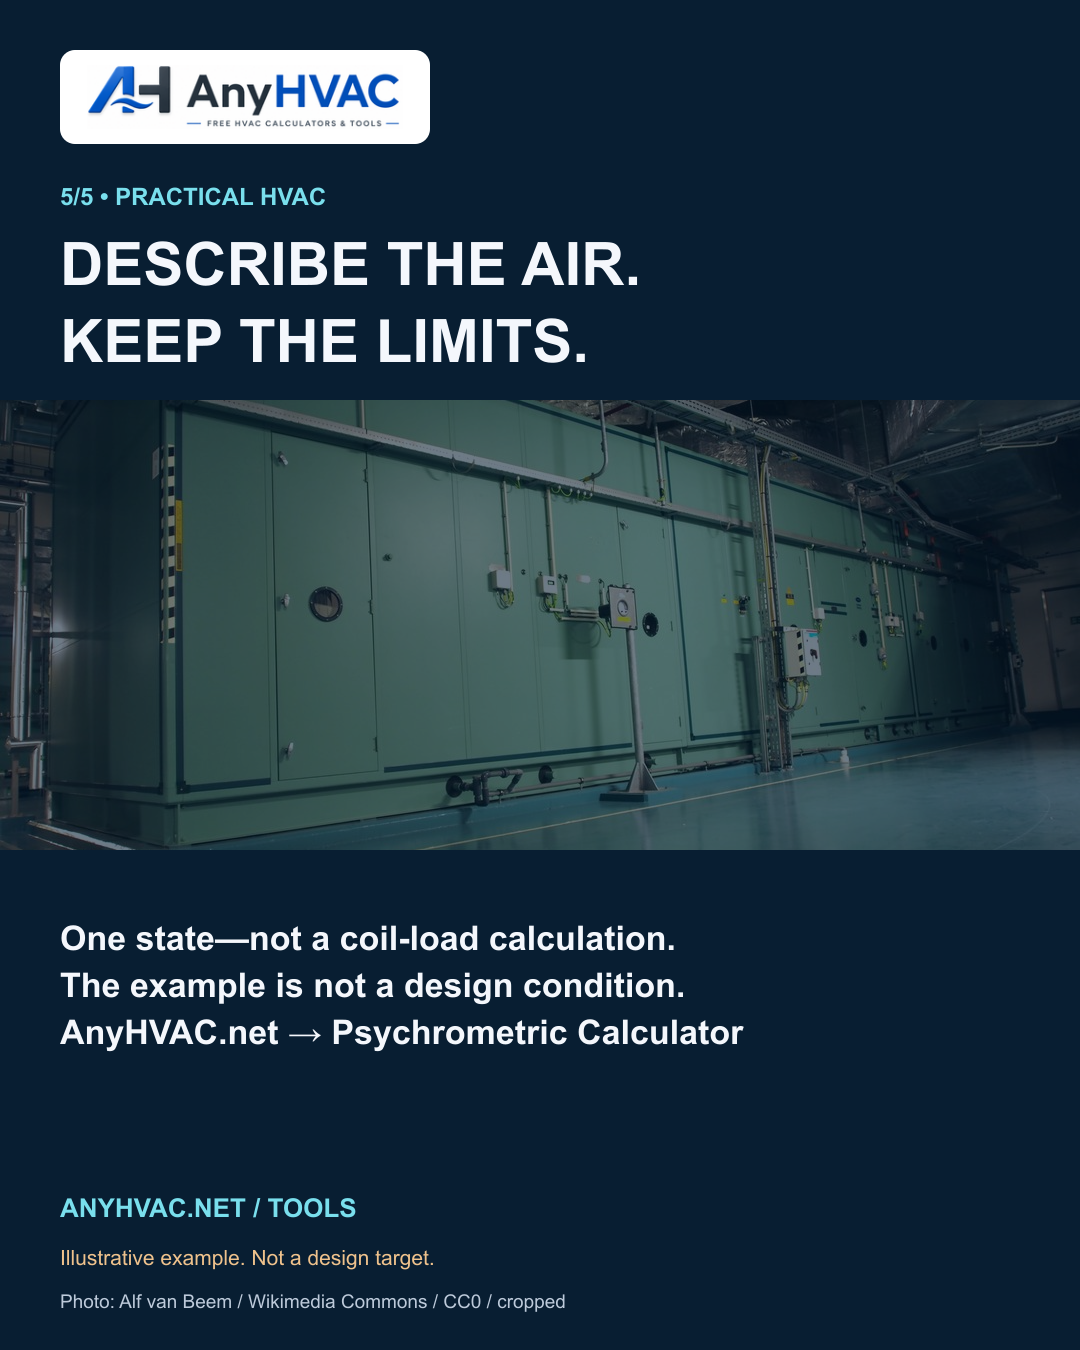 AH AnyHVAC
FREE HVAC CALCULATORS & TOOLS
5/5 • PRACTICAL HVAC
DESCRIBE THE AIR.
KEEP THE LIMITS.
One state—not a coil-load calculation.
The example is not a design condition.
AnyHVAC.net → Psychrometric Calculator
ANYHVAC.NET / TOOLS
Illustrative example. Not a design target.
Photo: Alf van Beem / Wikimedia Commons / CC0 / cropped